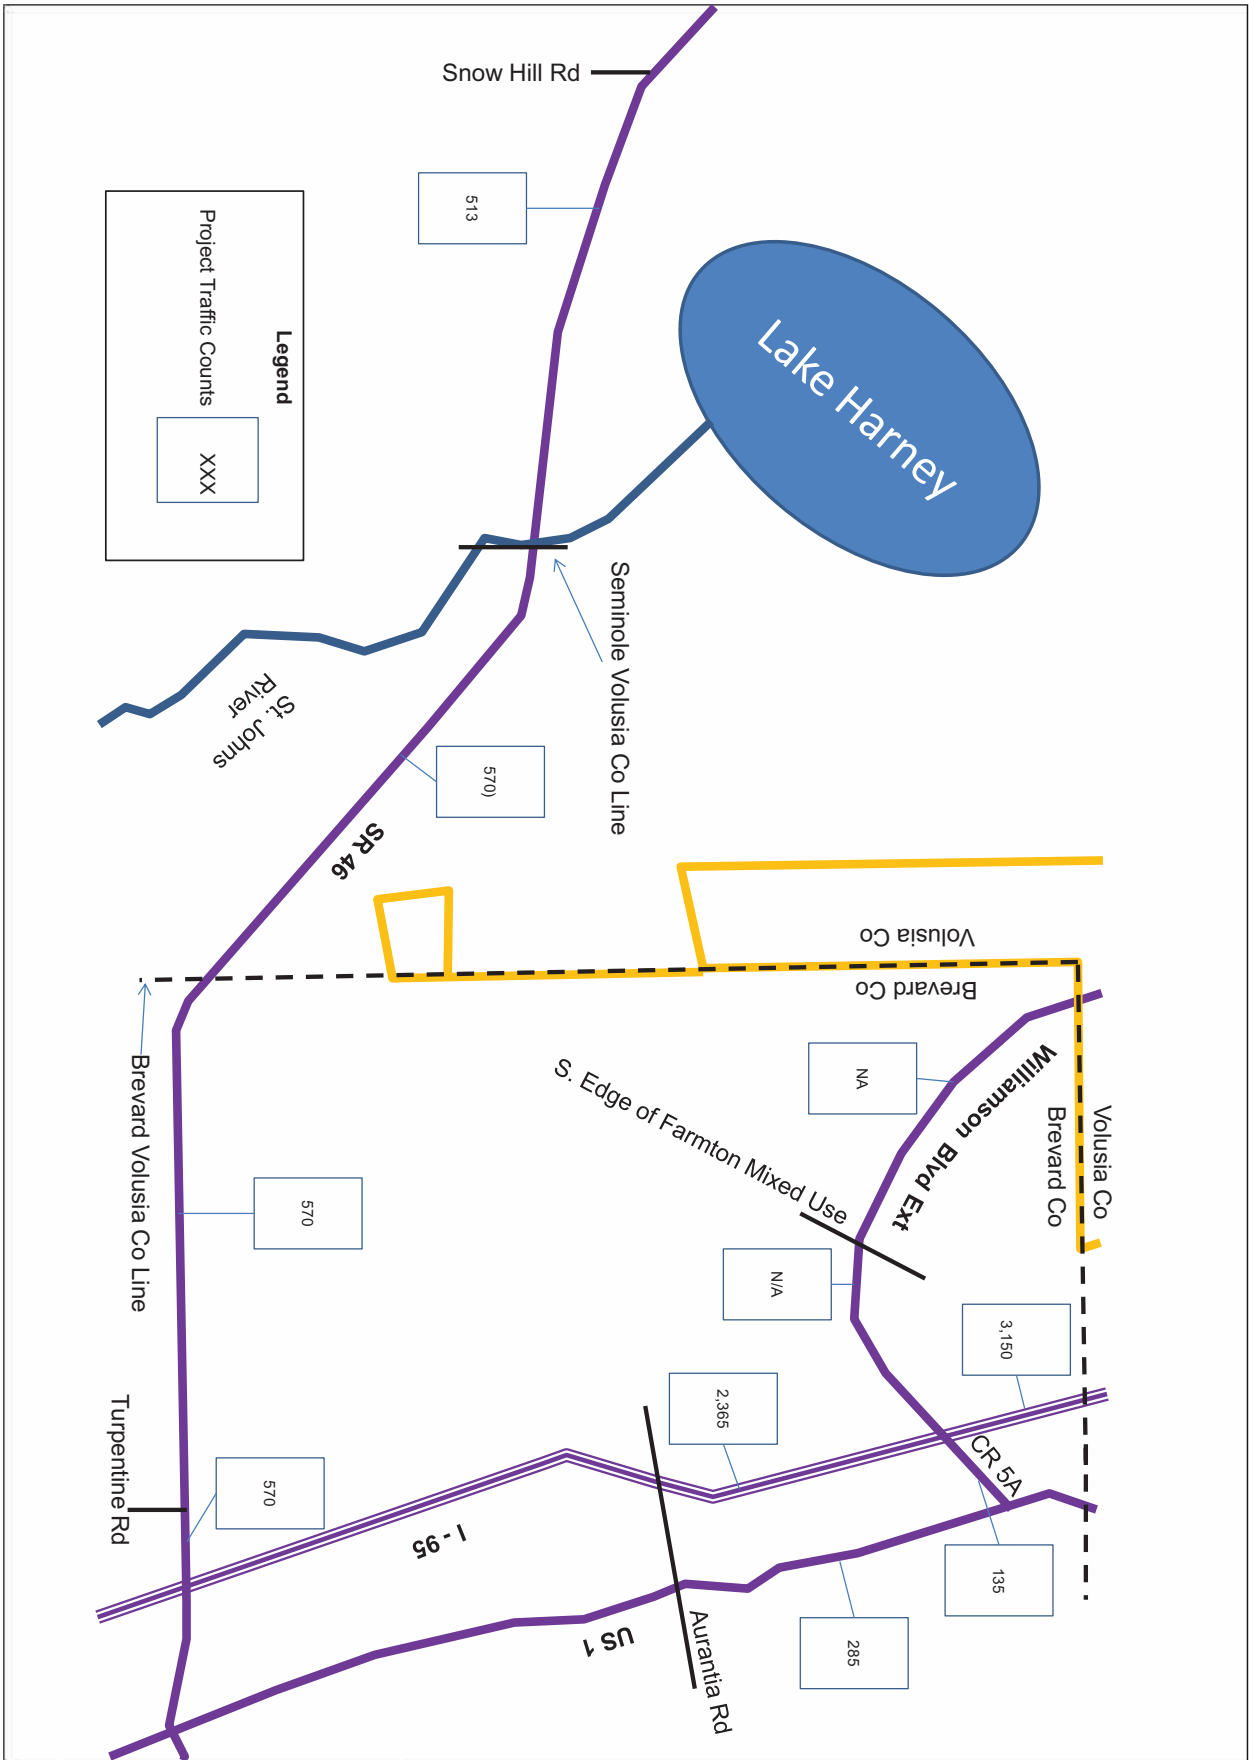 Snow Hill Rd
513
Lake Harney
Legend
Project Traffic Counts
XXX
Seminole Volusia Co Line
St. Johns
River
570)
SR 46
Volusia Co
Brevard Co
Volusia Co
Brevard Co
Williamson Blvd Ext
NA
S. Edge of Farmton Mixed Use
N/A
Brevard Volusia Co Line
570
3,150
2,365
CR 5A
Turpentine Rd
570
I - 95
135
285
US 1
Aurantia Rd